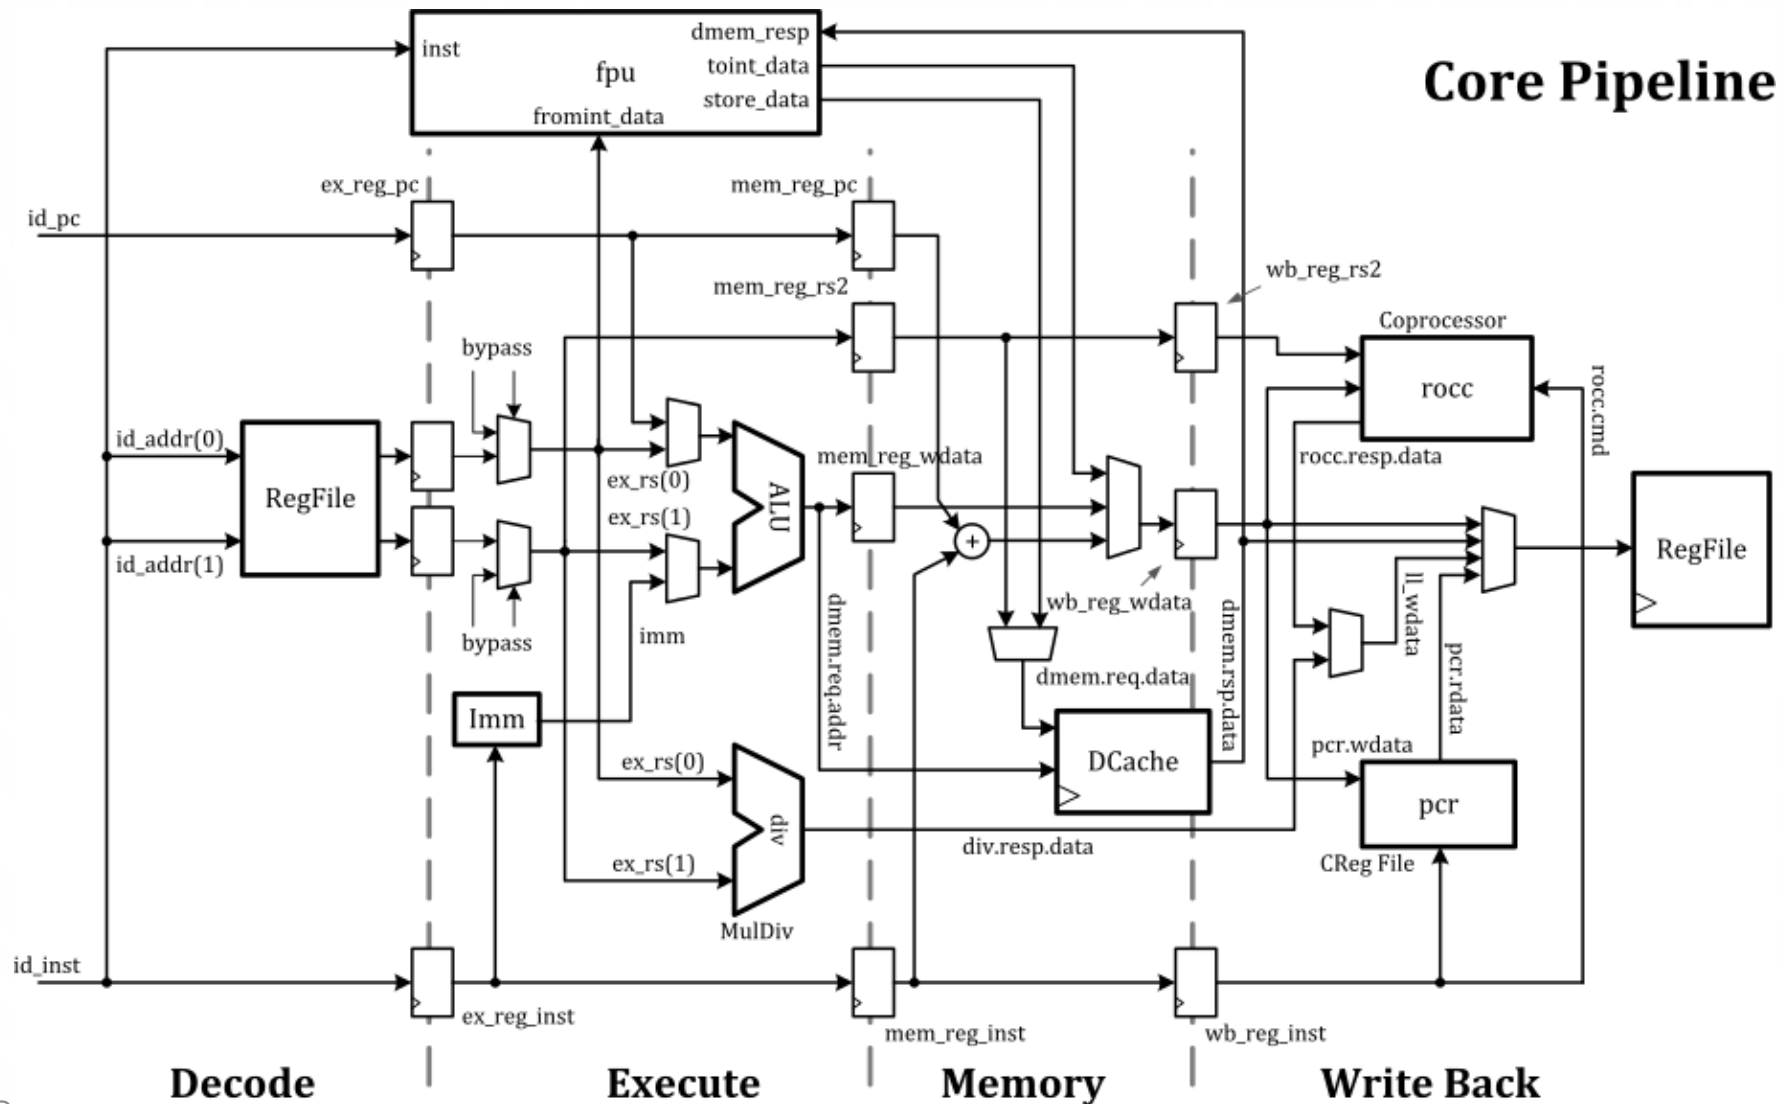 Core Pipeline
inst
fpu
dmem_resp
toint_data
store_data
fromint_data
ex_reg_pc
mem_reg_pc
id_pc
mem_reg_rs2
wb_reg_rs2
Coprocessor
rocc
rocc.cmd
bypass
id_addr(0)
RegFile
id_addr(1)
ex_rs(0)
ex_rs(1)
ALU
mem_reg_wdata
rocc.resp.data
RegFile
bypass
imm
dmem.req.addr
wb_reg_wdata
dmem.rsp.data
ll_wdata
pcr.rdata
Imm
dmem.req.data
DCache
pcr.wdata
pcr
CReg File
ex_rs(0)
div
ex_rs(1)
MulDiv
div.resp.data
id_inst
ex_reg_inst
mem_reg_inst
wb_reg_inst
+
Decode
Execute
Memory
Write Back